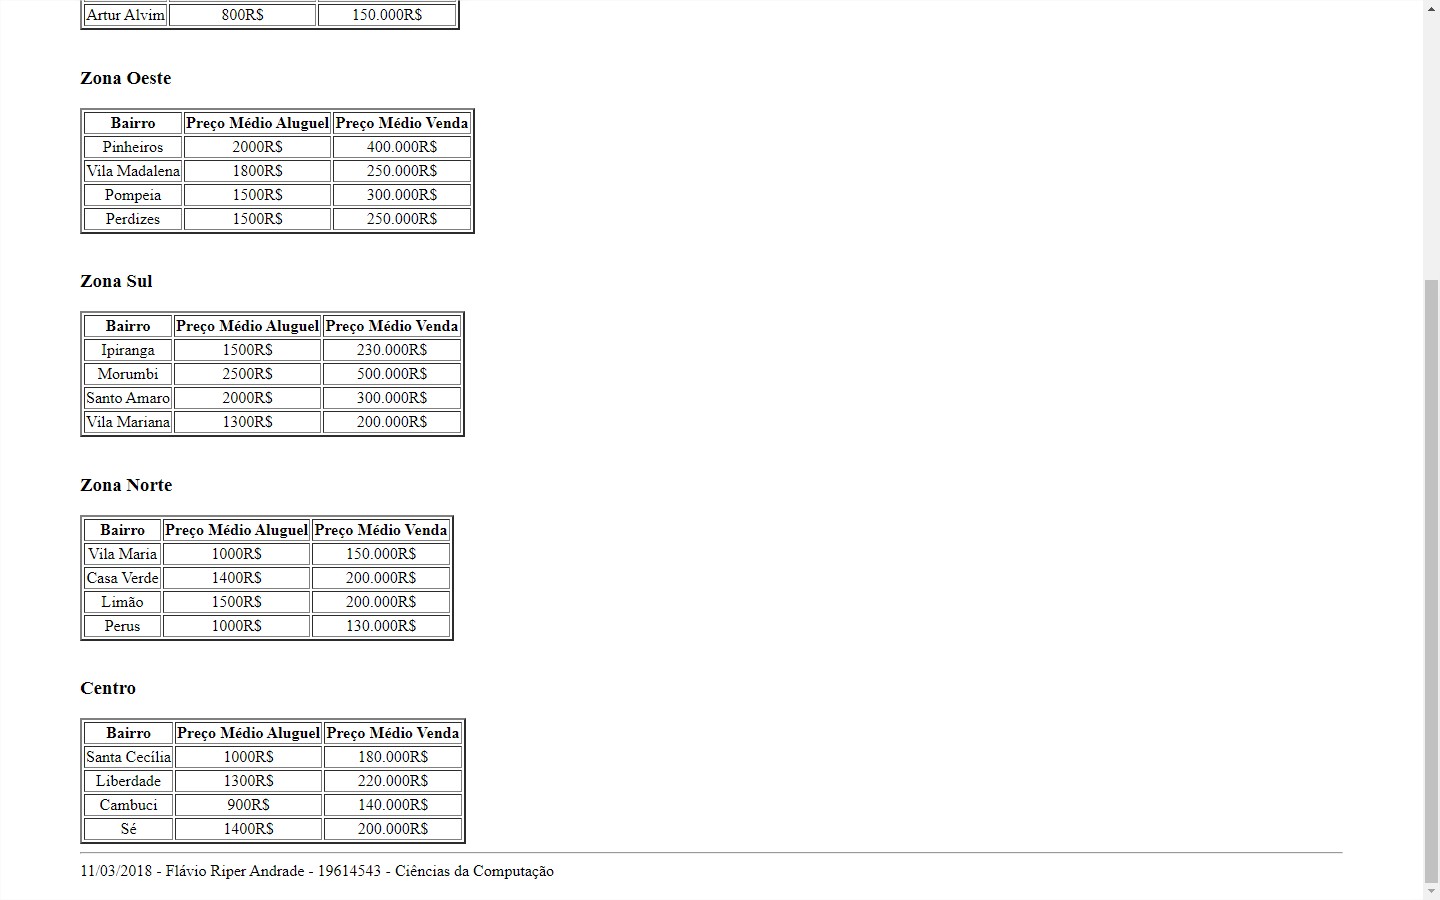 Artur Alvim 800R$ 150.000R$
Zona Oeste
Bairro Preço Médio Aluguel Preço Médio Venda
Pinheiros 2000R$ 400.000R$
Vila Madalena 1800R$ 250.000R$
Pompeia 1500R$ 300.000R$
Perdizes 1500R$ 250.000R$
Zona Sul
Bairro Preço Médio Aluguel Preço Médio Venda
Ipiranga 1500R$ 230.000R$
Morumbi 2500R$ 500.000R$
Santo Amaro 2000R$ 300.000R$
Vila Mariana 1300R$ 200.000R$
Zona Norte
Bairro Preço Médio Aluguel Preço Médio Venda
Vila Maria 1000R$ 150.000R$
Casa Verde 1400R$ 200.000R$
Limão 1500R$ 200.000R$
Perus 1000R$ 130.000R$
Centro
Bairro Preço Médio Aluguel Preço Médio Venda
Santa Cecília 1000R$ 180.000R$
Liberdade 1300R$ 220.000R$
Cambuci 900R$ 140.000R$
Sé 1400R$ 200.000R$
11/03/2018 - Flávio Riper Andrade - 19614543 - Ciências da Computação